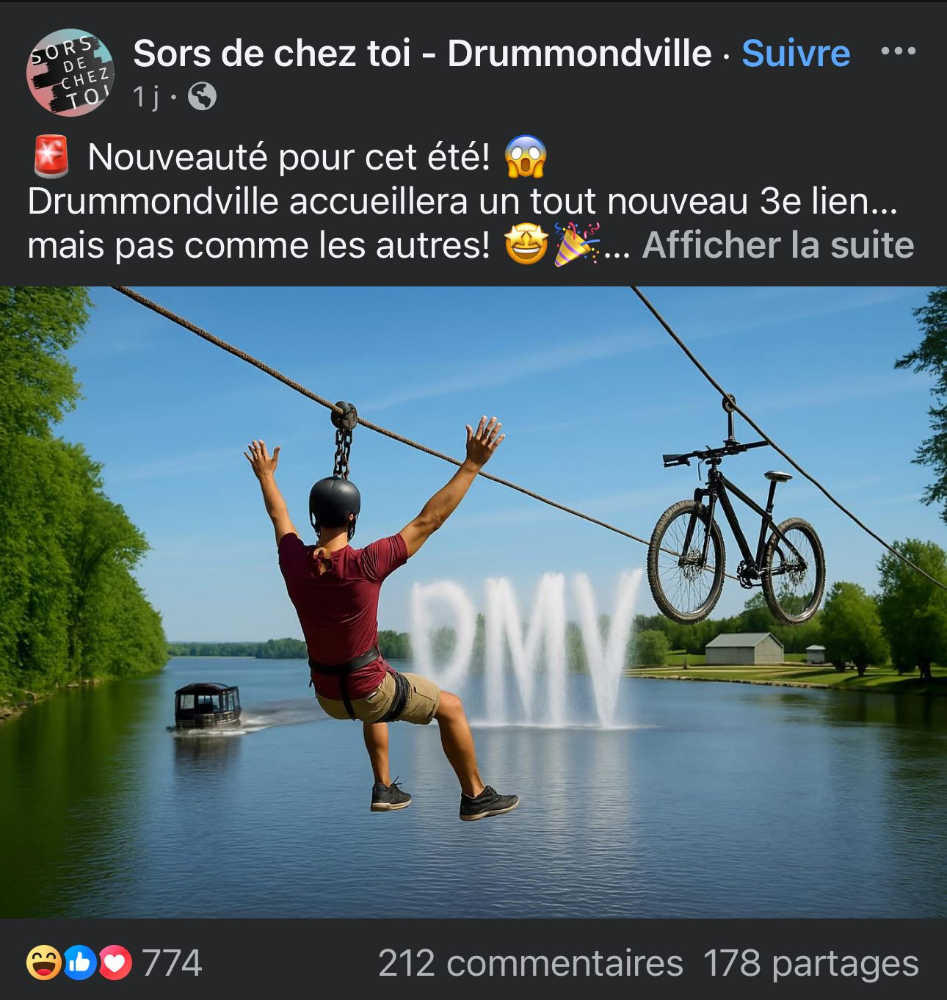 SORS
DE
CHEZ
TOI
Sors de chez toi - Drummondville · Suivre
1 j ·
🚨 Nouveauté pour cet été! 😱
Drummondville accueillera un tout nouveau 3e lien...
mais pas comme les autres! 🤩🎉... Afficher la suite
DMV
774
212 commentaires 178 partages